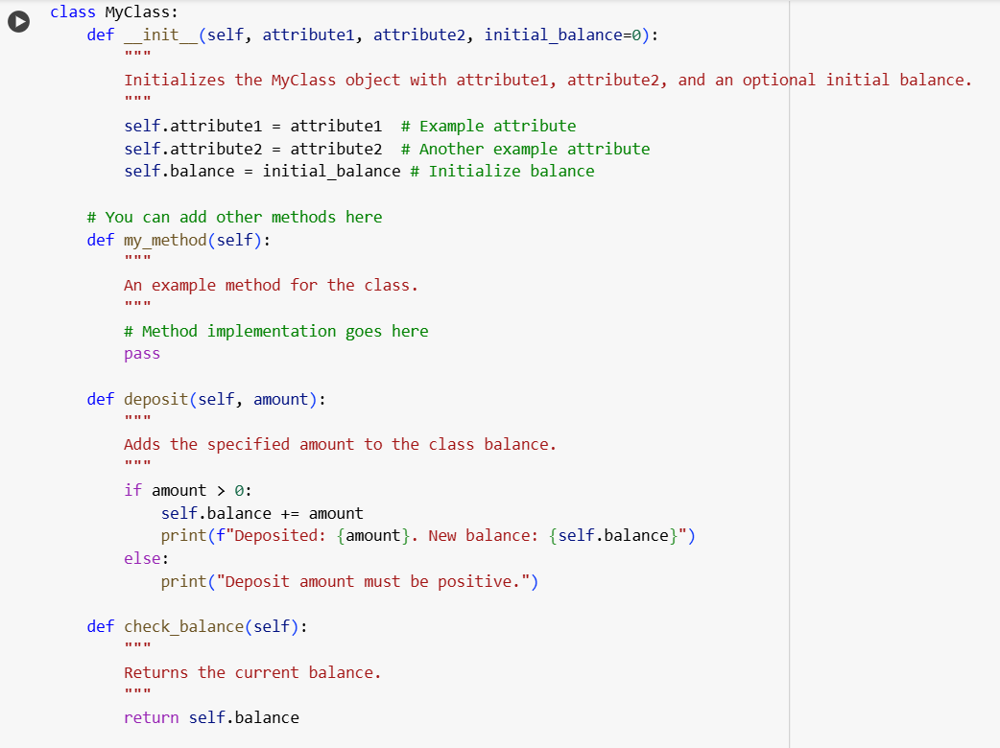 class MyClass:
    def __init__(self, attribute1, attribute2, initial_balance=0):
        """
        Initializes the MyClass object with attribute1, attribute2, and an optional initial balance.
        """
        self.attribute1 = attribute1  # Example attribute
        self.attribute2 = attribute2  # Another example attribute
        self.balance = initial_balance # Initialize balance

    # You can add other methods here
    def my_method(self):
        """
        An example method for the class.
        """
        # Method implementation goes here
        pass

    def deposit(self, amount):
        """
        Adds the specified amount to the class balance.
        """
        if amount > 0:
            self.balance += amount
            print(f"Deposited: {amount}. New balance: {self.balance}")
        else:
            print("Deposit amount must be positive.")

    def check_balance(self):
        """
        Returns the current balance.
        """
        return self.balance